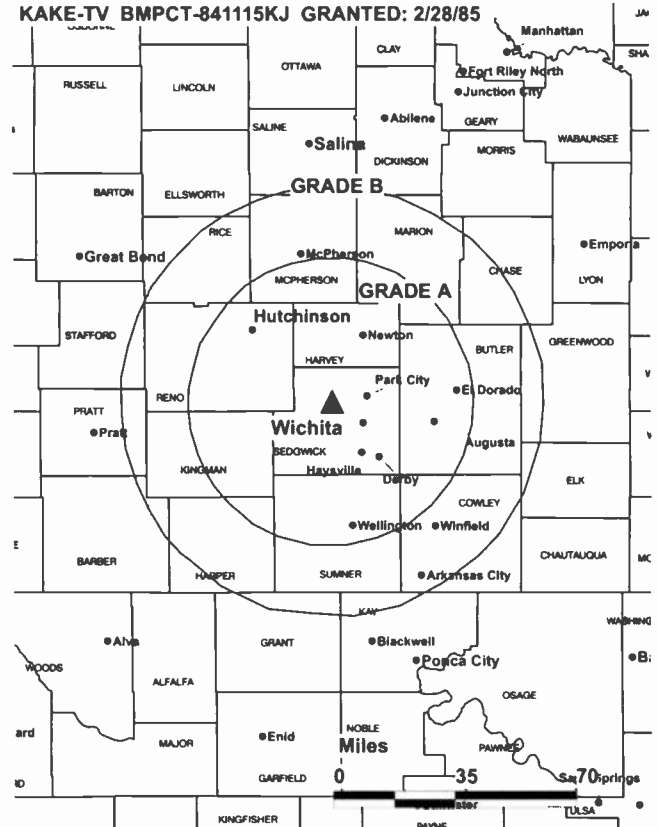 KAKE-TV BMPCT-841115KJ GRANTED: 2/28/85
Manhattan
CLAY
OTTAWA
Fort Riley North
RUSSELL
LINCOLN
Junction City
Abilene
GEARY
SALINE
WABAUNSEE
Salina
MORRIS
DICKINSON
GRADE B
BARTON
ELLSWORTH
RICE
MARION
Emporia
Great Bend
McPherson
CHASE
MCPHERSON
LYON
GRADE A
Hutchinson
STAFFORD
Newton
GREENWOOD
BUTLER
HARVEY
Park City
El Dorado
RENO
PRATT
Wichita
Pratt
Augusta
SEDGWICK
KINGMAN
Haysville
Derby
ELK
COWLEY
Wellington
Winfield
CHAUTAUQUA
BARBER
HARPER
SUMNER
Arkansas City
KAY
Alva
GRANT
Blackwell
Ponca City
WOODS
ALFALFA
OSAGE
NOBLE
Enid
MAJOR
Miles
PAWNEE
GARFIELD
0 35 70
TULSA
KINGFISHER
PAYNE